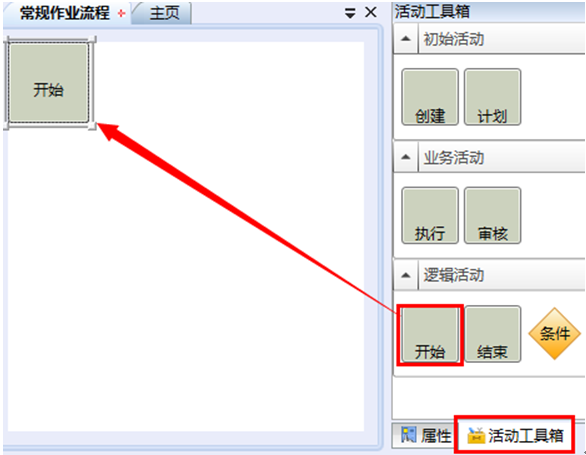 常规作业流程 主页
开始
活动工具箱
初始活动
创建 计划
业务活动
执行 审核
逻辑活动
开始 结束 条件
属性 活动工具箱